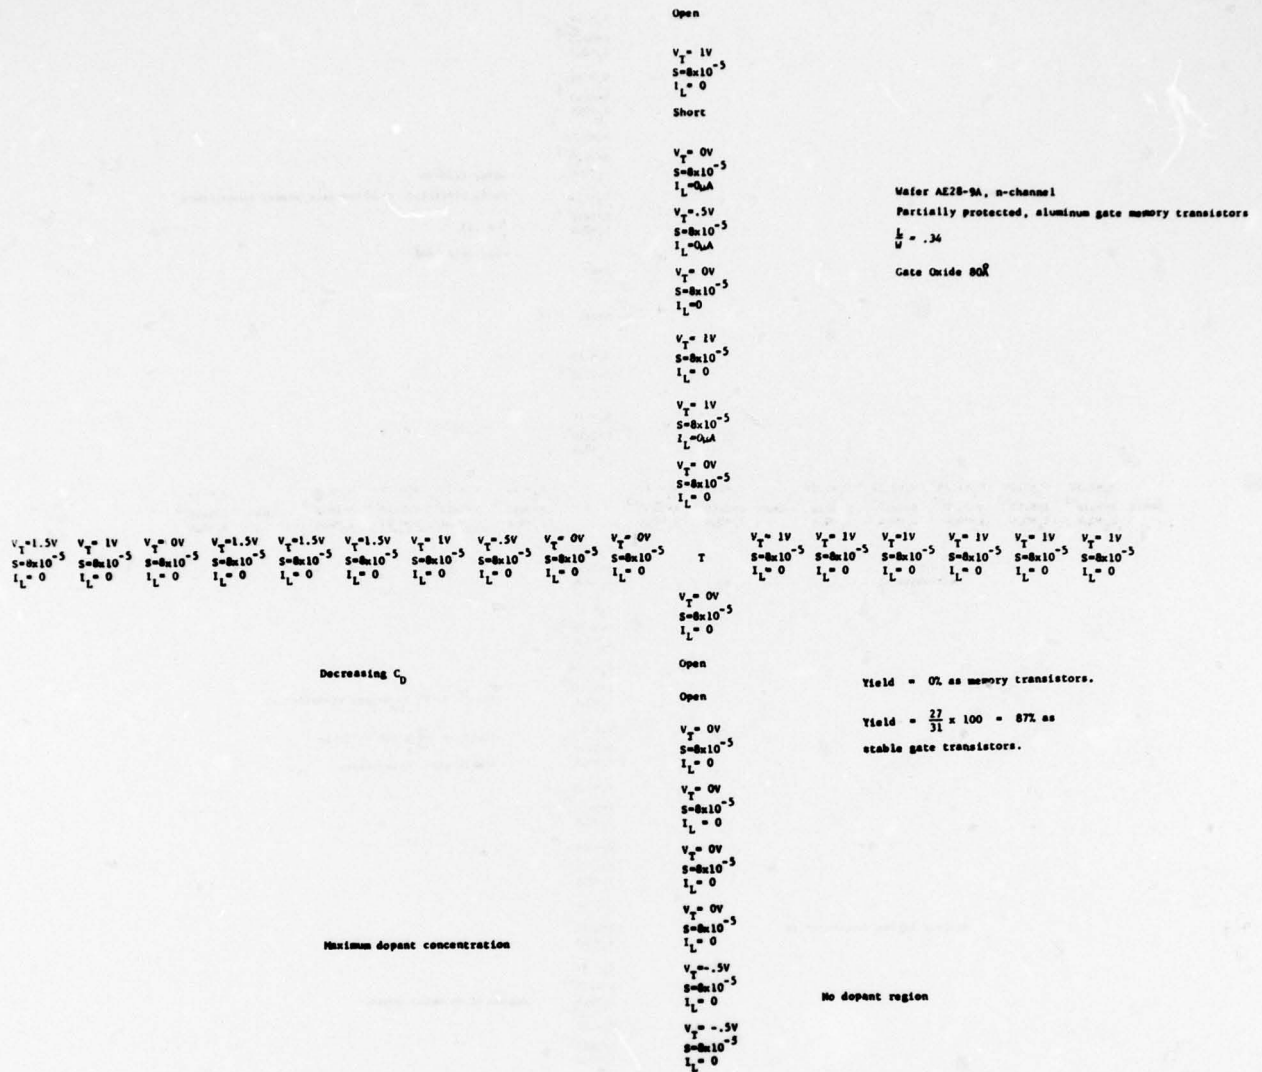 Open
V_T= 1V
S=8x10^-5
I_L= 0
Short
V_T= 0V
S=8x10^-5
I_L=0μA
V_T=.5V
S=8x10^-5
I_L=0μA
V_T= 0V
S=8x10^-5
I_L=0
V_T= 1V
S=8x10^-5
I_L= 0
V_T= 1V
S=8x10^-5
I_L=0μA
V_T= 0V
S=8x10^-5
I_L= 0
Wafer AE28-9A, n-channel
Partially protected, aluminum gate memory transistors
L/W = .34
Gate Oxide 80Å
V_T=1.5V V_T= 1V V_T= 0V V_T=1.5V V_T=1.5V V_T=1.5V V_T= 1V V_T=.5V V_T= 0V V_T= 0V V_T= 1V V_T= 1V V_T=1V V_T= 1V V_T= 1V V_T= 1V
S=8x10^-5 S=8x10^-5 S=8x10^-5 S=8x10^-5 S=8x10^-5 S=8x10^-5 S=8x10^-5 S=8x10^-5 S=8x10^-5 S=8x10^-5 T S=8x10^-5 S=8x10^-5 S=8x10^-5 S=8x10^-5 S=8x10^-5 S=8x10^-5
I_L= 0 I_L= 0 I_L= 0 I_L= 0 I_L= 0 I_L= 0 I_L= 0 I_L= 0 I_L= 0 I_L= 0 I_L= 0 I_L= 0 I_L= 0 I_L= 0 I_L= 0 I_L= 0
V_T= 0V
S=8x10^-5
I_L= 0
Open
Open
V_T= 0V
S=8x10^-5
I_L= 0
V_T= 0V
S=8x10^-5
I_L = 0
V_T= 0V
S=8x10^-5
I_L= 0
V_T= 0V
S=8x10^-5
I_L= 0
V_T=-.5V
S=8x10^-5
I_L= 0
V_T= -.5V
S=8x10^-5
I_L= 0
Decreasing C_D
Yield = 0% as memory transistors.
Yield = 27/31 x 100 = 87% as
stable gate transistors.
Maximum dopant concentration
No dopant region